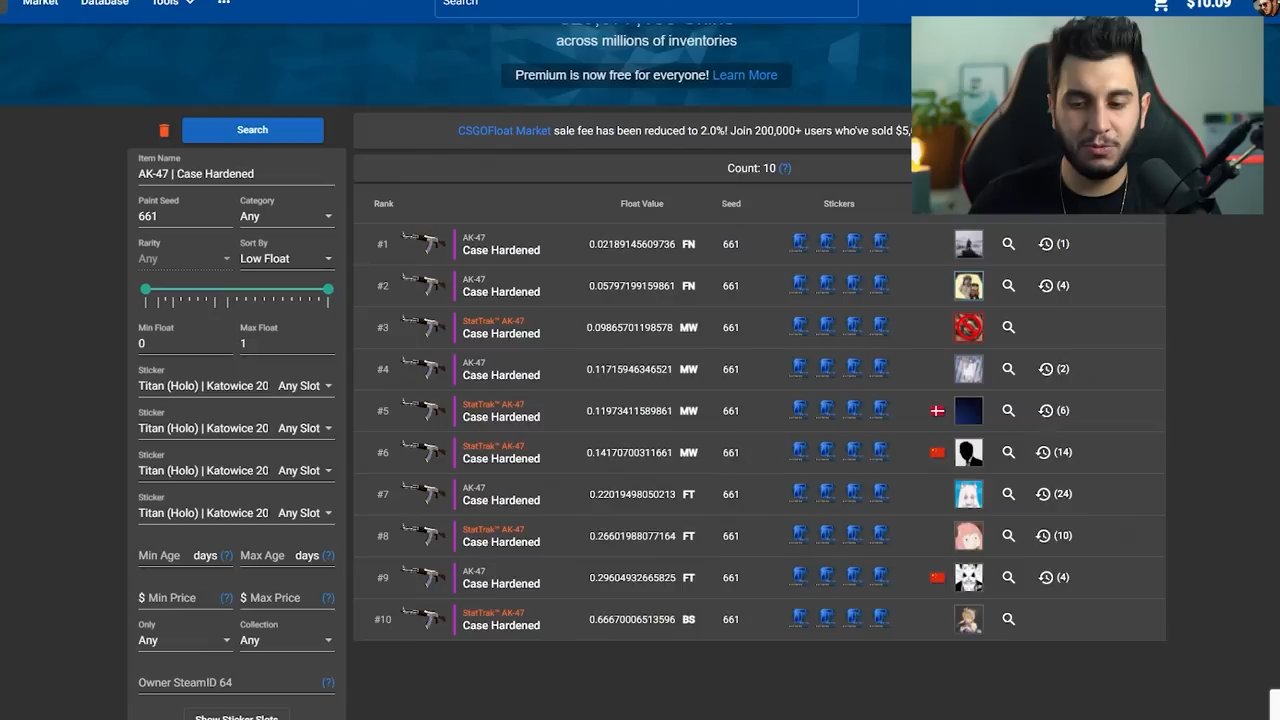 Market Database Tools
Search
$10.09
across millions of inventories
Premium is now free for everyone! Learn More
Search
CSGOFloat Market sale fee has been reduced to 2.0%! Join 200,000+ users who've sold $5,
Item Name
AK-47 | Case Hardened
Count: 10 (?)
Paint Seed Category
661 Any
Rank Float Value Seed Stickers
Rarity Sort By
Any Low Float
#1 AK-47 Case Hardened 0.02189145609736 FN 661 (1)
#2 AK-47 Case Hardened 0.05797199159861 FN 661 (4)
#3 StatTrak™ AK-47 Case Hardened 0.09865701198578 MW 661
#4 AK-47 Case Hardened 0.11715946346521 MW 661 (2)
#5 StatTrak™ AK-47 Case Hardened 0.11973411589861 MW 661 (6)
#6 StatTrak™ AK-47 Case Hardened 0.14170700311661 MW 661 (14)
#7 AK-47 Case Hardened 0.22019498050213 FT 661 (24)
#8 StatTrak™ AK-47 Case Hardened 0.26601988077164 FT 661 (10)
#9 AK-47 Case Hardened 0.29604932665825 FT 661 (4)
#10 StatTrak™ AK-47 Case Hardened 0.66670006513596 BS 661
Min Float Max Float
0 1
Sticker
Titan (Holo) | Katowice 20 Any Slot
Sticker
Titan (Holo) | Katowice 20 Any Slot
Sticker
Titan (Holo) | Katowice 20 Any Slot
Sticker
Titan (Holo) | Katowice 20 Any Slot
Min Age days (?) Max Age days (?)
$ Min Price (?) $ Max Price (?)
Only Collection
Any Any
Owner SteamID 64 (?)
Show Sticker Slots